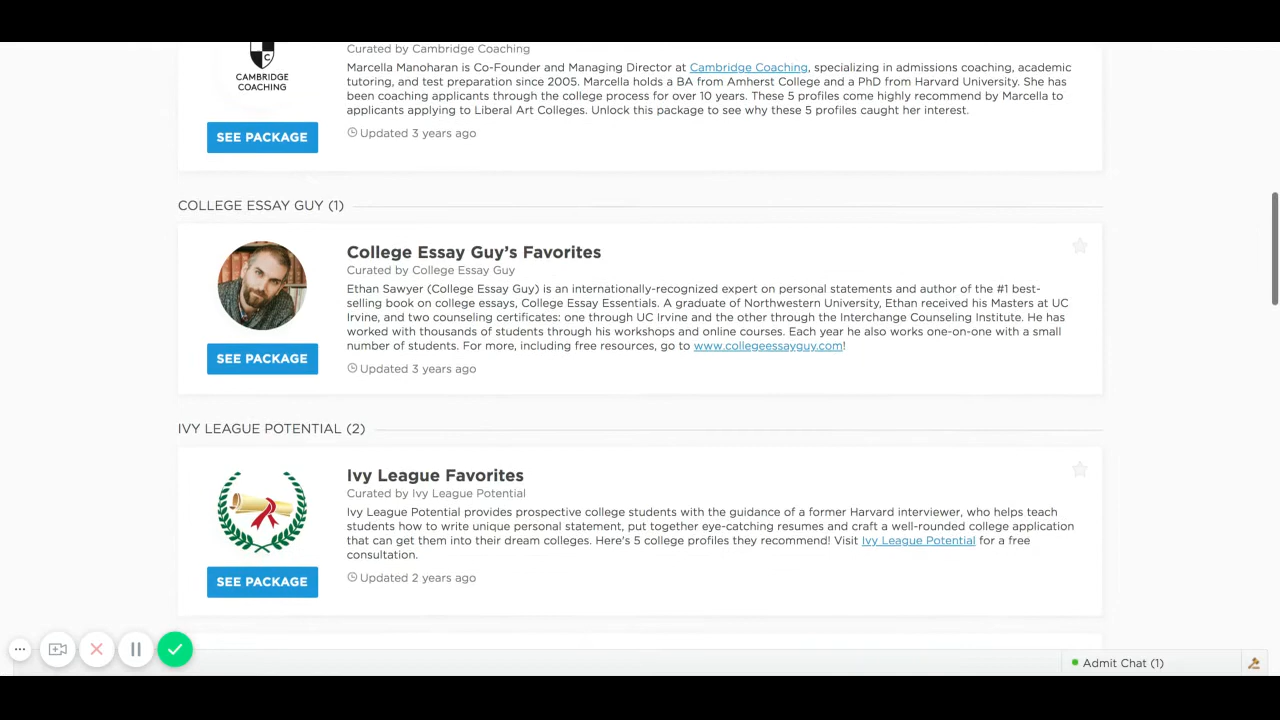 Curated by Cambridge Coaching
C
CAMBRIDGE
COACHING
Marcella Manoharan is Co-Founder and Managing Director at Cambridge Coaching, specializing in admissions coaching, academic
tutoring, and test preparation since 2005. Marcella holds a BA from Amherst College and a PhD from Harvard University. She has
been coaching applicants through the college process for over 10 years. These 5 profiles come highly recommend by Marcella to
applicants applying to Liberal Art Colleges. Unlock this package to see why these 5 profiles caught her interest.
SEE PACKAGE
Updated 3 years ago
COLLEGE ESSAY GUY (1)
College Essay Guy’s Favorites
Curated by College Essay Guy
Ethan Sawyer (College Essay Guy) is an internationally-recognized expert on personal statements and author of the #1 best-
selling book on college essays, College Essay Essentials. A graduate of Northwestern University, Ethan received his Masters at UC
Irvine, and two counseling certificates: one through UC Irvine and the other through the Interchange Counseling Institute. He has
worked with thousands of students through his workshops and online courses. Each year he also works one-on-one with a small
number of students. For more, including free resources, go to www.collegeessayguy.com!
SEE PACKAGE
Updated 3 years ago
IVY LEAGUE POTENTIAL (2)
Ivy League Favorites
Curated by Ivy League Potential
Ivy League Potential provides prospective college students with the guidance of a former Harvard interviewer, who helps teach
students how to write unique personal statement, put together eye-catching resumes and craft a well-rounded college application
that can get them into their dream colleges. Here's 5 college profiles they recommend! Visit Ivy League Potential for a free
consultation.
SEE PACKAGE
Updated 2 years ago
Admit Chat (1)